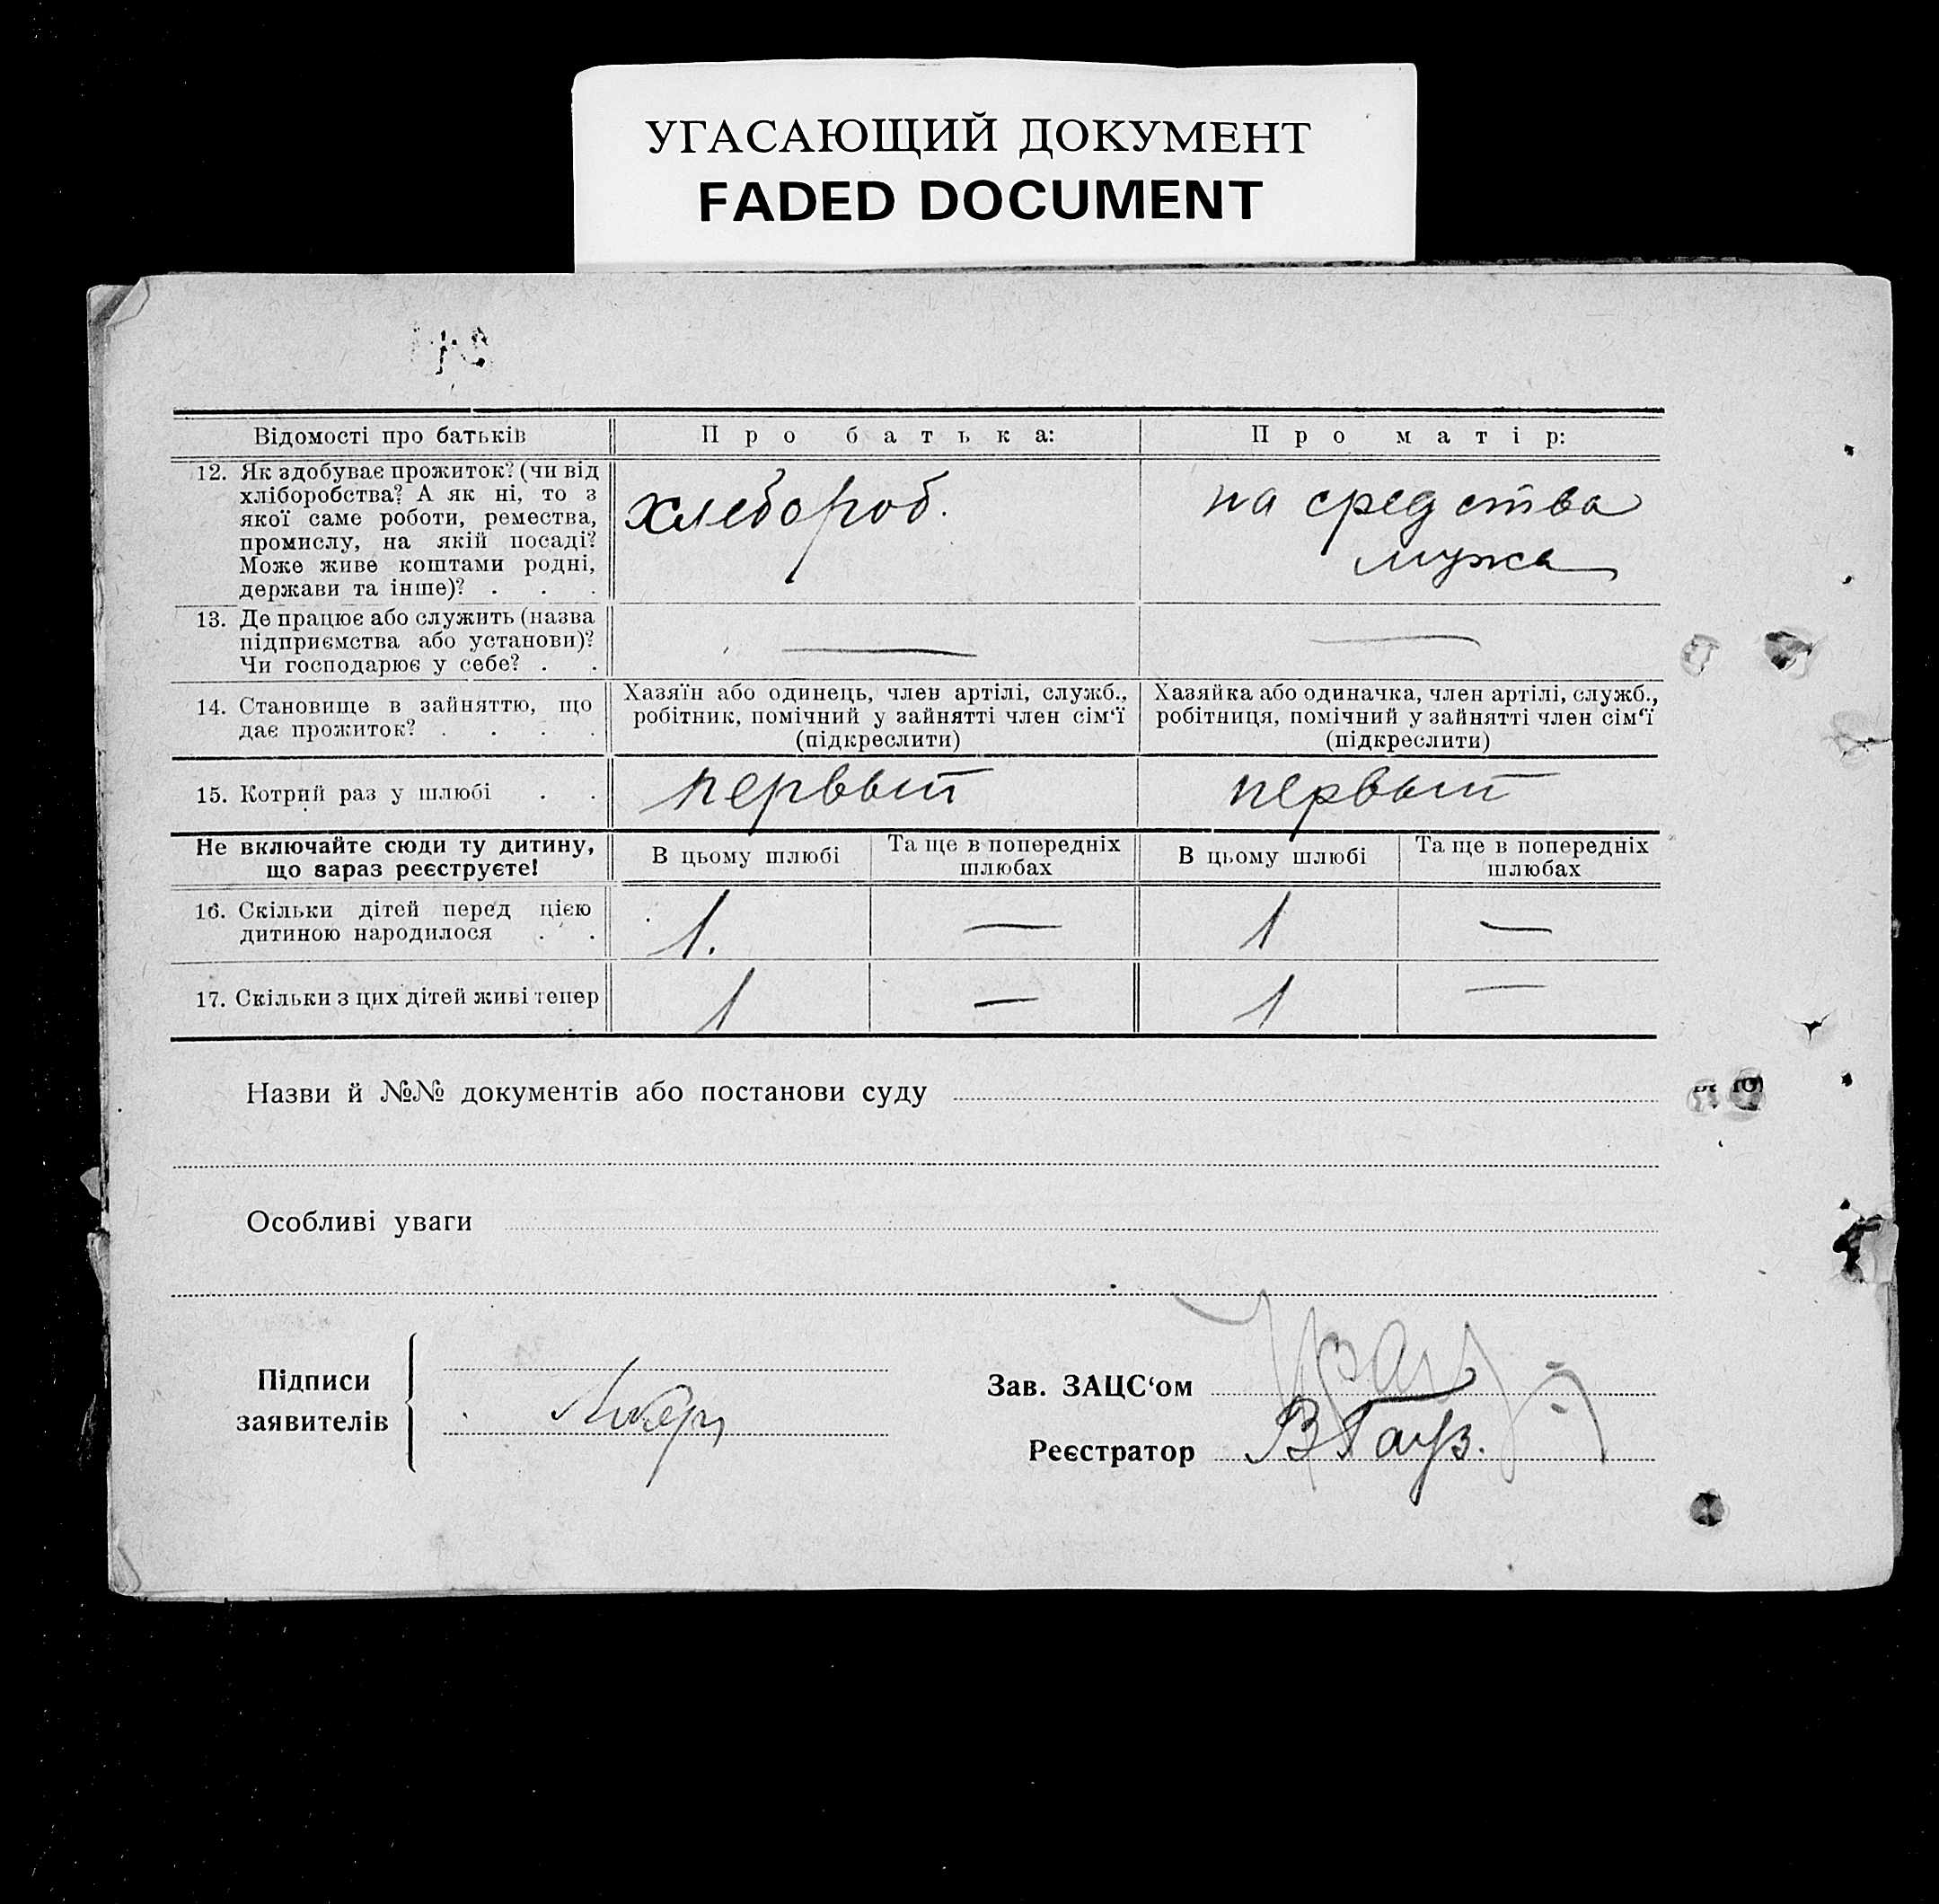 УГАСАЮЩИЙ ДОКУМЕНТ
FADED DOCUMENT
Відомості про батьків
Про батька:
Про матір:
12. Як здобуває прожиток? (чи від
хліборобства? А як ні, то з
якої саме роботи, ремества,
промислу, на якій посаді?
Може живе коштами родні,
держави та інше)? . . .
хлебороб.
на средства
мужа
13. Де працює або служить (назва
підприємства або установи)?
Чи господарює у себе? . .
—
—
14. Становище в зайняттю, що
дає прожиток? . . . .
Хазяїн або одинець, член артілі, служб.,
робітник, помічний у зайнятті член сім‘ї
(підкреслити)
Хазяйка або одиначка, член артілі, служб.,
робітниця, помічний у зайнятті член сім‘ї
(підкреслити)
15. Котрий раз у шлюбі . .
первый
первый
Не включайте сюди ту дитину,
що зараз реєструєте!
В цьому шлюбі
Та ще в попередніх
шлюбах
В цьому шлюбі
Та ще в попередніх
шлюбах
16. Скільки дітей перед цією
дитиною народилося . .
1.
—
1
—
17. Скільки з цих дітей живі тепер
1
—
1
—
Назви й №№ документів або постанови суду
Особливі уваги
Підписи
заявителів
Зав. ЗАЦС‘ом
Реєстратор
ВГауз.